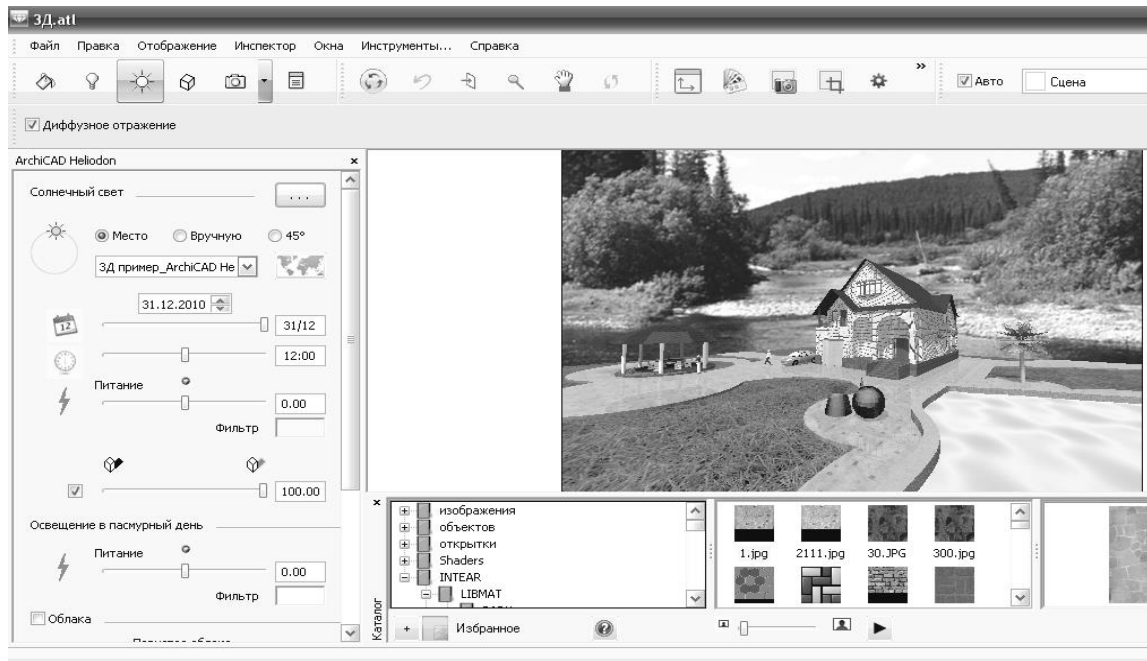 3Д.atl
Файл Правка Отображение Инспектор Окна Инструменты... Справка
» Авто Сцена
Диффузное отражение
ArchiCAD Heliodon
Солнечный свет ...
Место Вручную 45°
3Д пример_ArchiCAD He
31.12.2010
12 31/12
12:00
Питание
0.00
Фильтр
100.00
Освещение в пасмурный день
Питание
0.00
Фильтр
Облака
изображения
объектов
открытки
Shaders
INTEAR
LIBMAT
1.jpg 2111.jpg 30.JPG 300.jpg
Каталог
+ Избранное